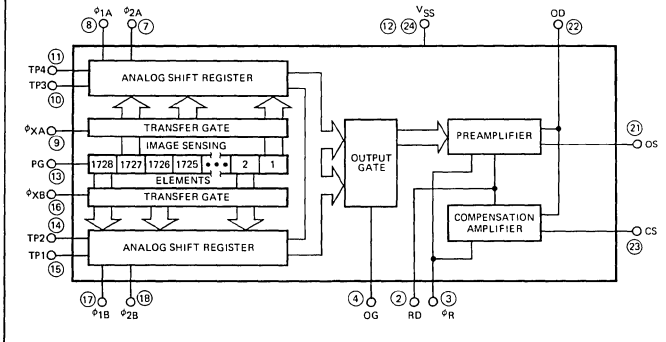 ϕ1A ϕ2A VSS OD
8 7 12 24 22
11
TP4
TP3
10
ANALOG SHIFT REGISTER
ϕXA
9
TRANSFER GATE
IMAGE SENSING
PG
13
1728 1727 1726 1725 ••• 2 1
ELEMENTS
ϕXB
16
TRANSFER GATE
14
TP2
TP1
15
ANALOG SHIFT REGISTER
OUTPUT
GATE
PREAMPLIFIER
21
OS
COMPENSATION
AMPLIFIER
CS
23
17 18 4 2 3
ϕ1B ϕ2B OG RD ϕR